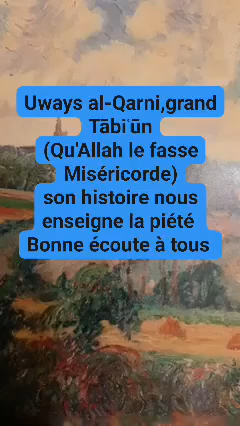 Uways al-Qarni,grand
Tābiʿūn
(Qu'Allah le fasse
Miséricorde)
son histoire nous
enseigne la piété
Bonne écoute à tous